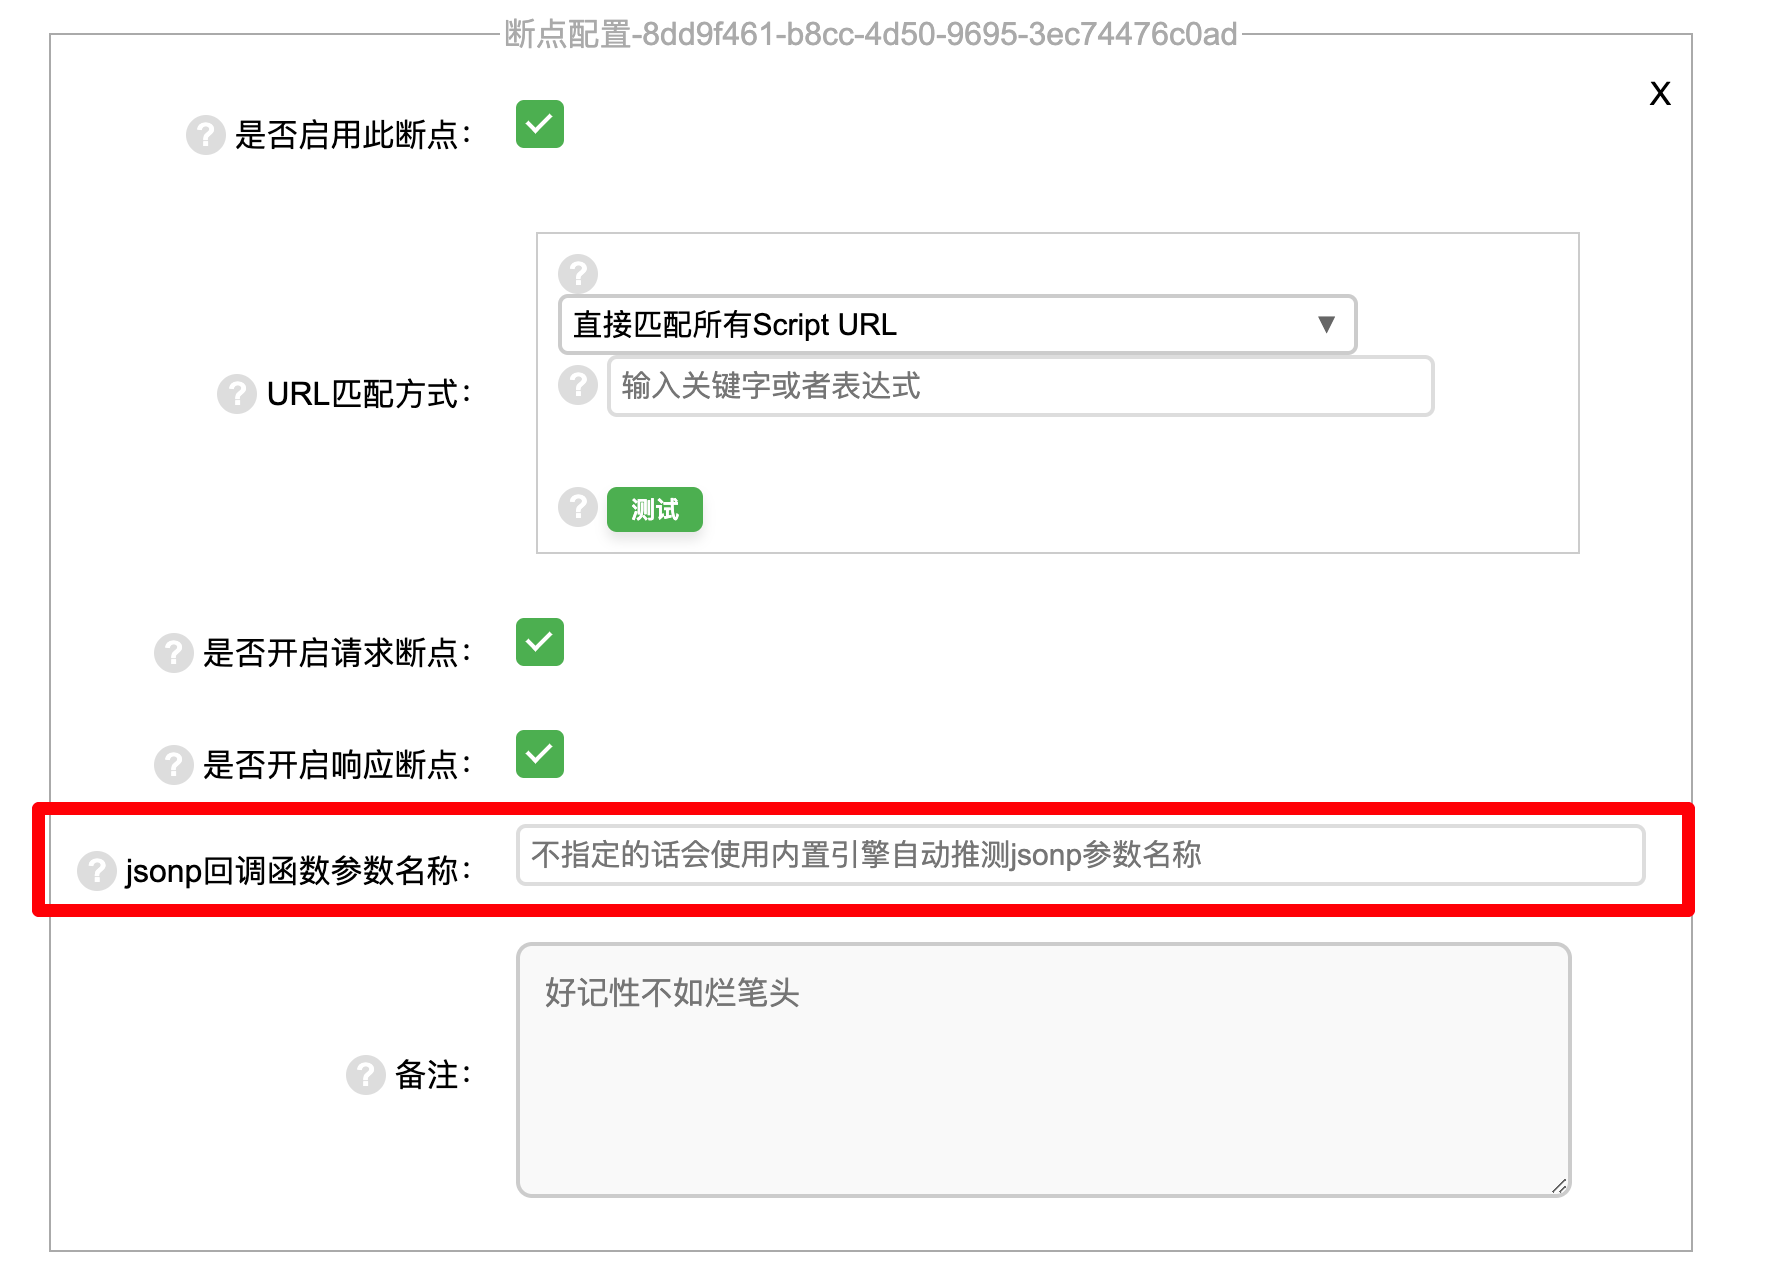 断点配置-8dd9f461-b8cc-4d50-9695-3ec74476c0ad
X
? 是否启用此断点：
?
直接匹配所有Script URL ▼
? URL匹配方式：
? 输入关键字或者表达式
? 测试
? 是否开启请求断点：
? 是否开启响应断点：
? jsonp回调函数参数名称： 不指定的话会使用内置引擎自动推测jsonp参数名称
好记性不如烂笔头
? 备注：